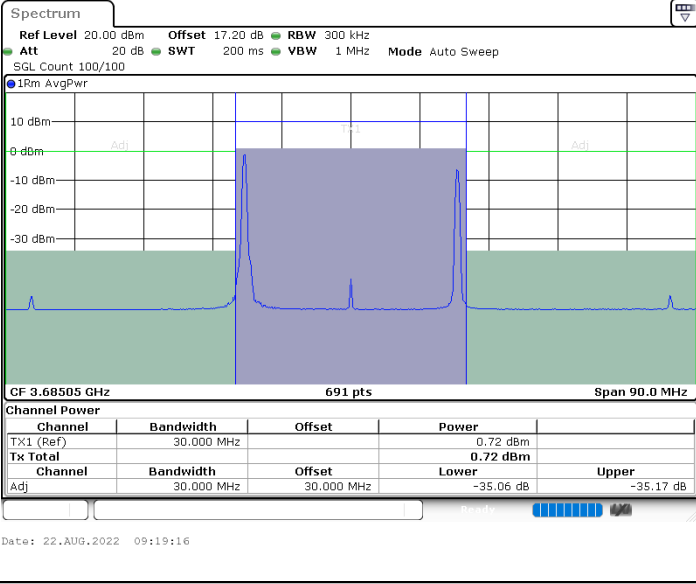 Spectrum
Ref Level 20.00 dBm Offset 17.20 dB RBW 300 kHz
Att 20 dB SWT 200 ms VBW 1 MHz Mode Auto Sweep
SGL Count 100/100
1Rm AvgPwr
10 dBm
TX1
Adj 0 dBm Adj
-10 dBm
-20 dBm
-30 dBm
CF 3.68505 GHz 691 pts Span 90.0 MHz
Channel Power
Channel Bandwidth Offset Power
TX1 (Ref) 30.000 MHz 0.72 dBm
Tx Total 0.72 dBm
Channel Bandwidth Offset Lower Upper
Adj 30.000 MHz 30.000 MHz -35.06 dB -35.17 dB
Ready
Date: 22.AUG.2022 09:19:16